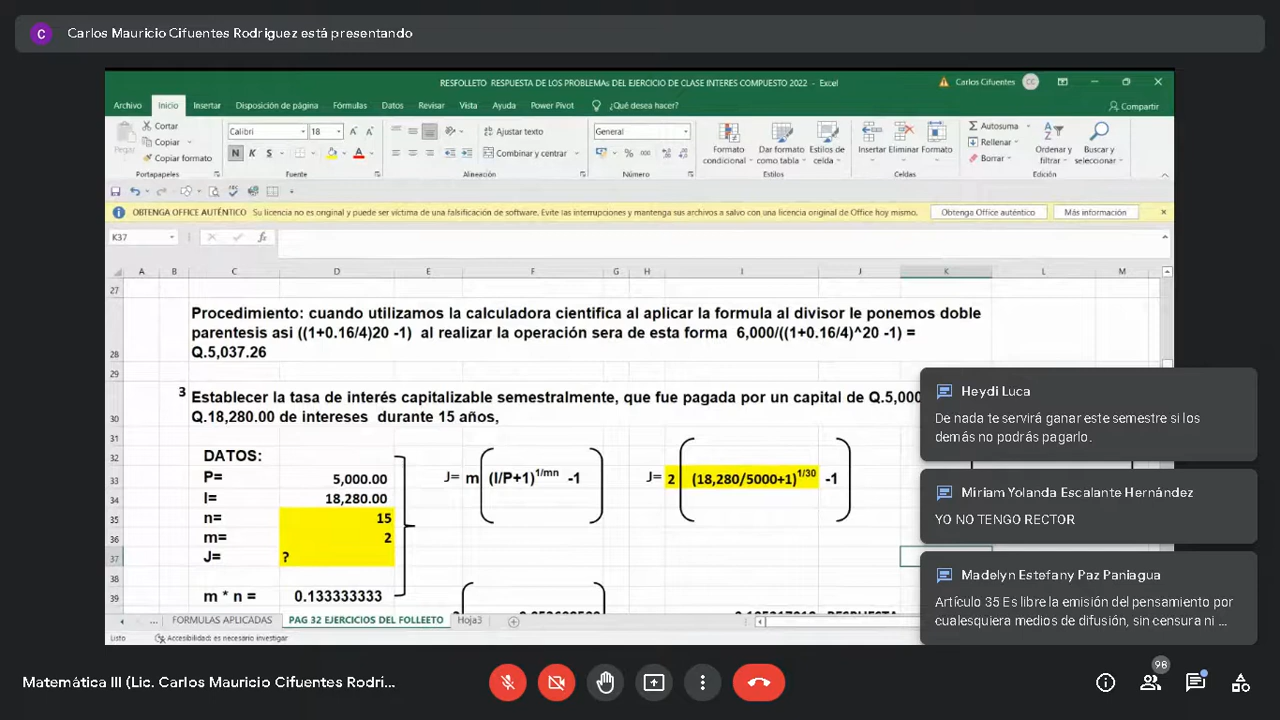 C Carlos Mauricio Cifuentes Rodriguez está presentando
RESFOLLETO RESPUESTA DE LOS PROBLEMAs DEL EJERCICIO DE CLASE INTERES COMPUESTO 2022 - Excel
Carlos Cifuentes CC
Archivo Inicio Insertar Disposición de página Fórmulas Datos Revisar Vista Ayuda Power Pivot ¿Qué desea hacer? Compartir
Pegar
Cortar
Copiar
Copiar formato
Portapapeles
Calibri 18
N K S
Fuente
Ajustar texto
Combinar y centrar
Alineación
General
% 000
Número
Formato condicional
Dar formato como tabla
Estilos de celda
Estilos
Insertar Eliminar Formato
Celdas
Autosuma
Rellenar
Borrar
Ordenar y filtrar
Buscar y seleccionar
Edición
OBTENGA OFFICE AUTÉNTICO Su licencia no es original y puede ser víctima de una falsificación de software. Evite las interrupciones y mantenga sus archivos a salvo con una licencia original de Office hoy mismo. Obtenga Office auténtico Más información
K37 fx
A B C D E F G H I J K L M
27
Procedimiento: cuando utilizamos la calculadora cientifica al aplicar la formula al divisor le ponemos doble
parentesis asi ((1+0.16/4)20 -1) al realizar la operación sera de esta forma 6,000/((1+0.16/4)^20 -1) =
28 Q.5,037.26
29
3 Establecer la tasa de interés capitalizable semestralmente, que fue pagada por un capital de Q.5,000
30 Q.18,280.00 de intereses durante 15 años,
31
32 DATOS:
33 P= 5,000.00 J= m (I/P+1)1/mn -1 J= 2 (18,280/5000+1)1/30 -1
34 I= 18,280.00
35 n= 15
36 m= 2
37 J= ?
38
39 m * n = 0.133333333
... FORMULAS APLICADAS PAG 32 EJERCICIOS DEL FOLLEETO Hoja3
Listo Accesibilidad: es necesario investigar
Heydi Luca
De nada te servirá ganar este semestre si los
demás no podrás pagarlo.
Miriam Yolanda Escalante Hernández
YO NO TENGO RECTOR
Madelyn Estefany Paz Paniagua
Artículo 35 Es libre la emisión del pensamiento por
cualesquiera medios de difusión, sin censura ni ...
Matemática III (Lic. Carlos Mauricio Cifuentes Rodrí...
98